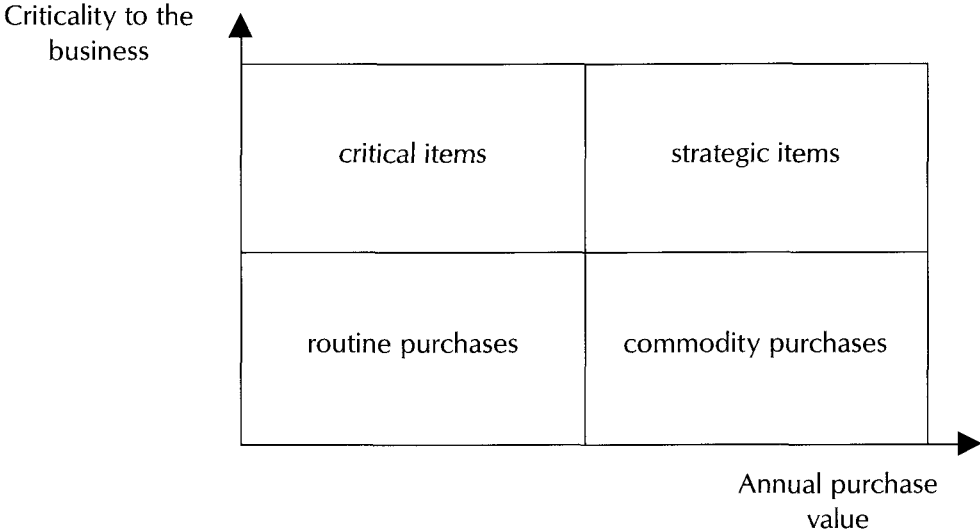 Criticality to the
business
critical items
strategic items
routine purchases
commodity purchases
Annual purchase
value